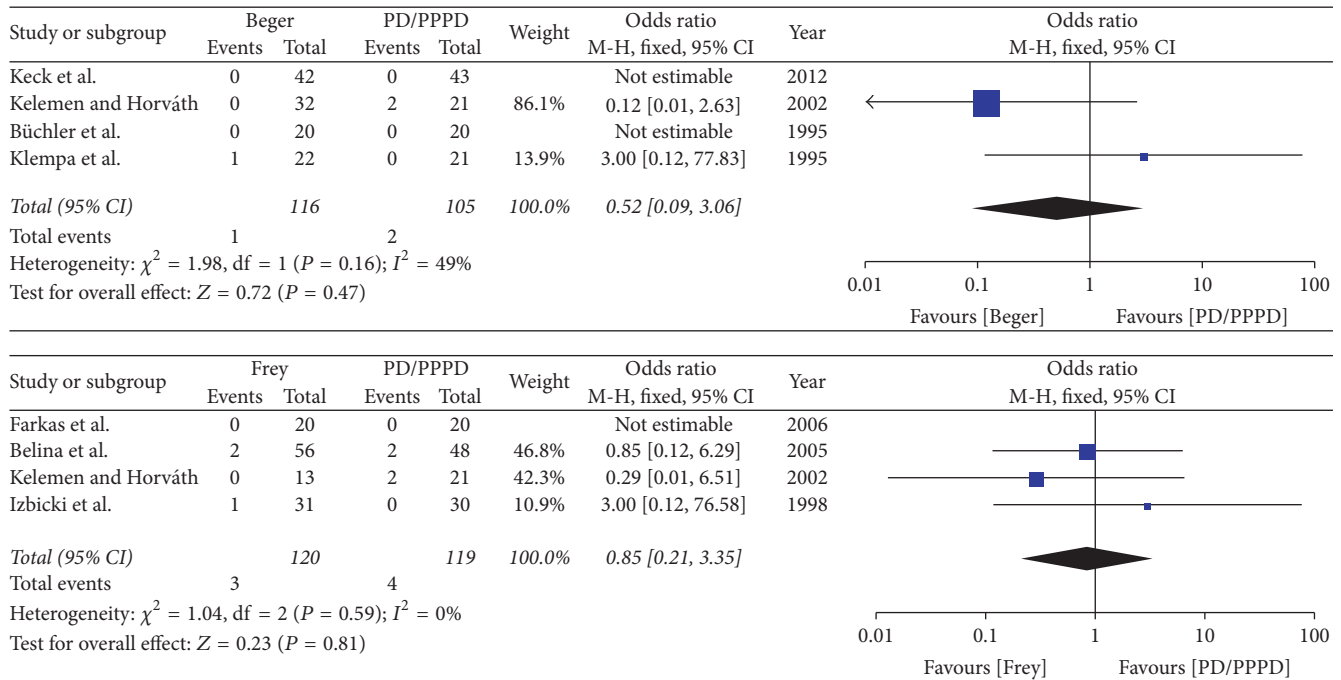 Study or subgroup Beger PD/PPPD Weight Odds ratio Year Odds ratio
Events Total Events Total M-H, fixed, 95% CI M-H, fixed, 95% CI
Keck et al. 0 42 0 43 Not estimable 2012
Kelemen and Horváth 0 32 2 21 86.1% 0.12 [0.01, 2.63] 2002
Büchler et al. 0 20 0 20 Not estimable 1995
Klempa et al. 1 22 0 21 13.9% 3.00 [0.12, 77.83] 1995
Total (95% CI) 116 105 100.0% 0.52 [0.09, 3.06]
Total events 1 2
Heterogeneity: χ² = 1.98, df = 1 (P = 0.16); I² = 49%
Test for overall effect: Z = 0.72 (P = 0.47)
0.01 0.1 1 10 100
Favours [Beger] Favours [PD/PPPD]
Study or subgroup Frey PD/PPPD Weight Odds ratio Year Odds ratio
Events Total Events Total M-H, fixed, 95% CI M-H, fixed, 95% CI
Farkas et al. 0 20 0 20 Not estimable 2006
Belina et al. 2 56 2 48 46.8% 0.85 [0.12, 6.29] 2005
Kelemen and Horváth 0 13 2 21 42.3% 0.29 [0.01, 6.51] 2002
Izbicki et al. 1 31 0 30 10.9% 3.00 [0.12, 76.58] 1998
Total (95% CI) 120 119 100.0% 0.85 [0.21, 3.35]
Total events 3 4
Heterogeneity: χ² = 1.04, df = 2 (P = 0.59); I² = 0%
Test for overall effect: Z = 0.23 (P = 0.81)
0.01 0.1 1 10 100
Favours [Frey] Favours [PD/PPPD]